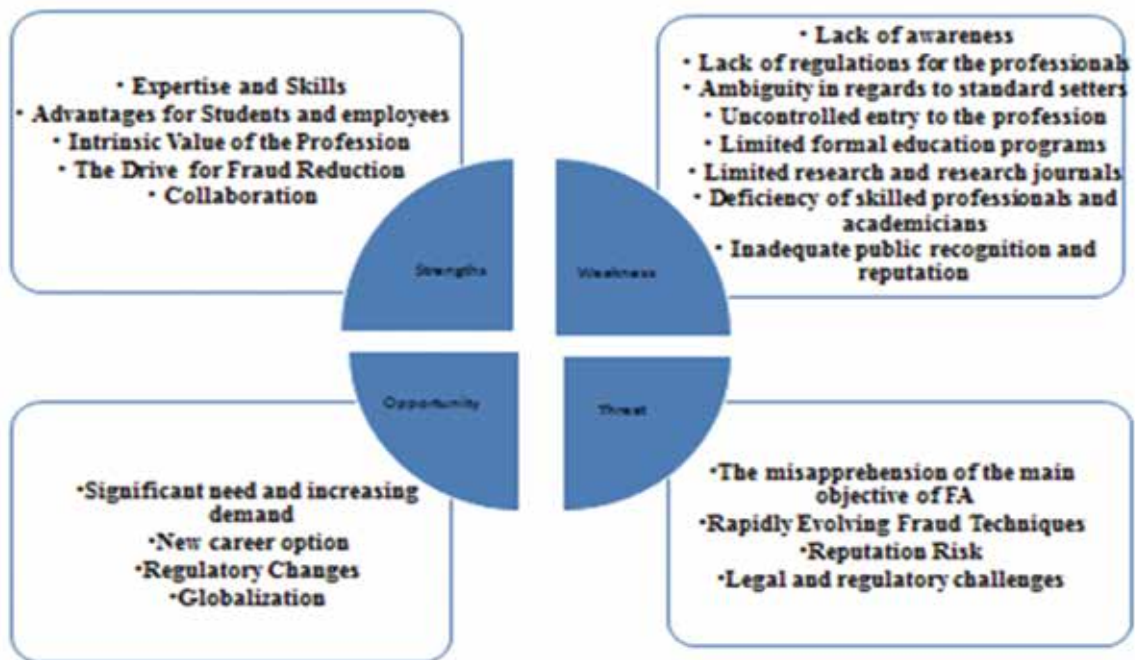 • Expertise and Skills
• Advantages for Students and employees
• Intrinsic Value of the Profession
• The Drive for Fraud Reduction
• Collaboration
• Lack of awareness
• Lack of regulations for the professionals
• Ambiguity in regards to standard setters
• Uncontrolled entry to the profession
• Limited formal education programs
• Limited research and research journals
• Deficiency of skilled professionals and
academicians
• Inadequate public recognition and
reputation
Strengths
Weakness
Opportunity
Threat
•Significant need and increasing
demand
•New career option
•Regulatory Changes
•Globalization
•The misapprehension of the main
objective of FA
•Rapidly Evolving Fraud Techniques
•Reputation Risk
•Legal and regulatory challenges